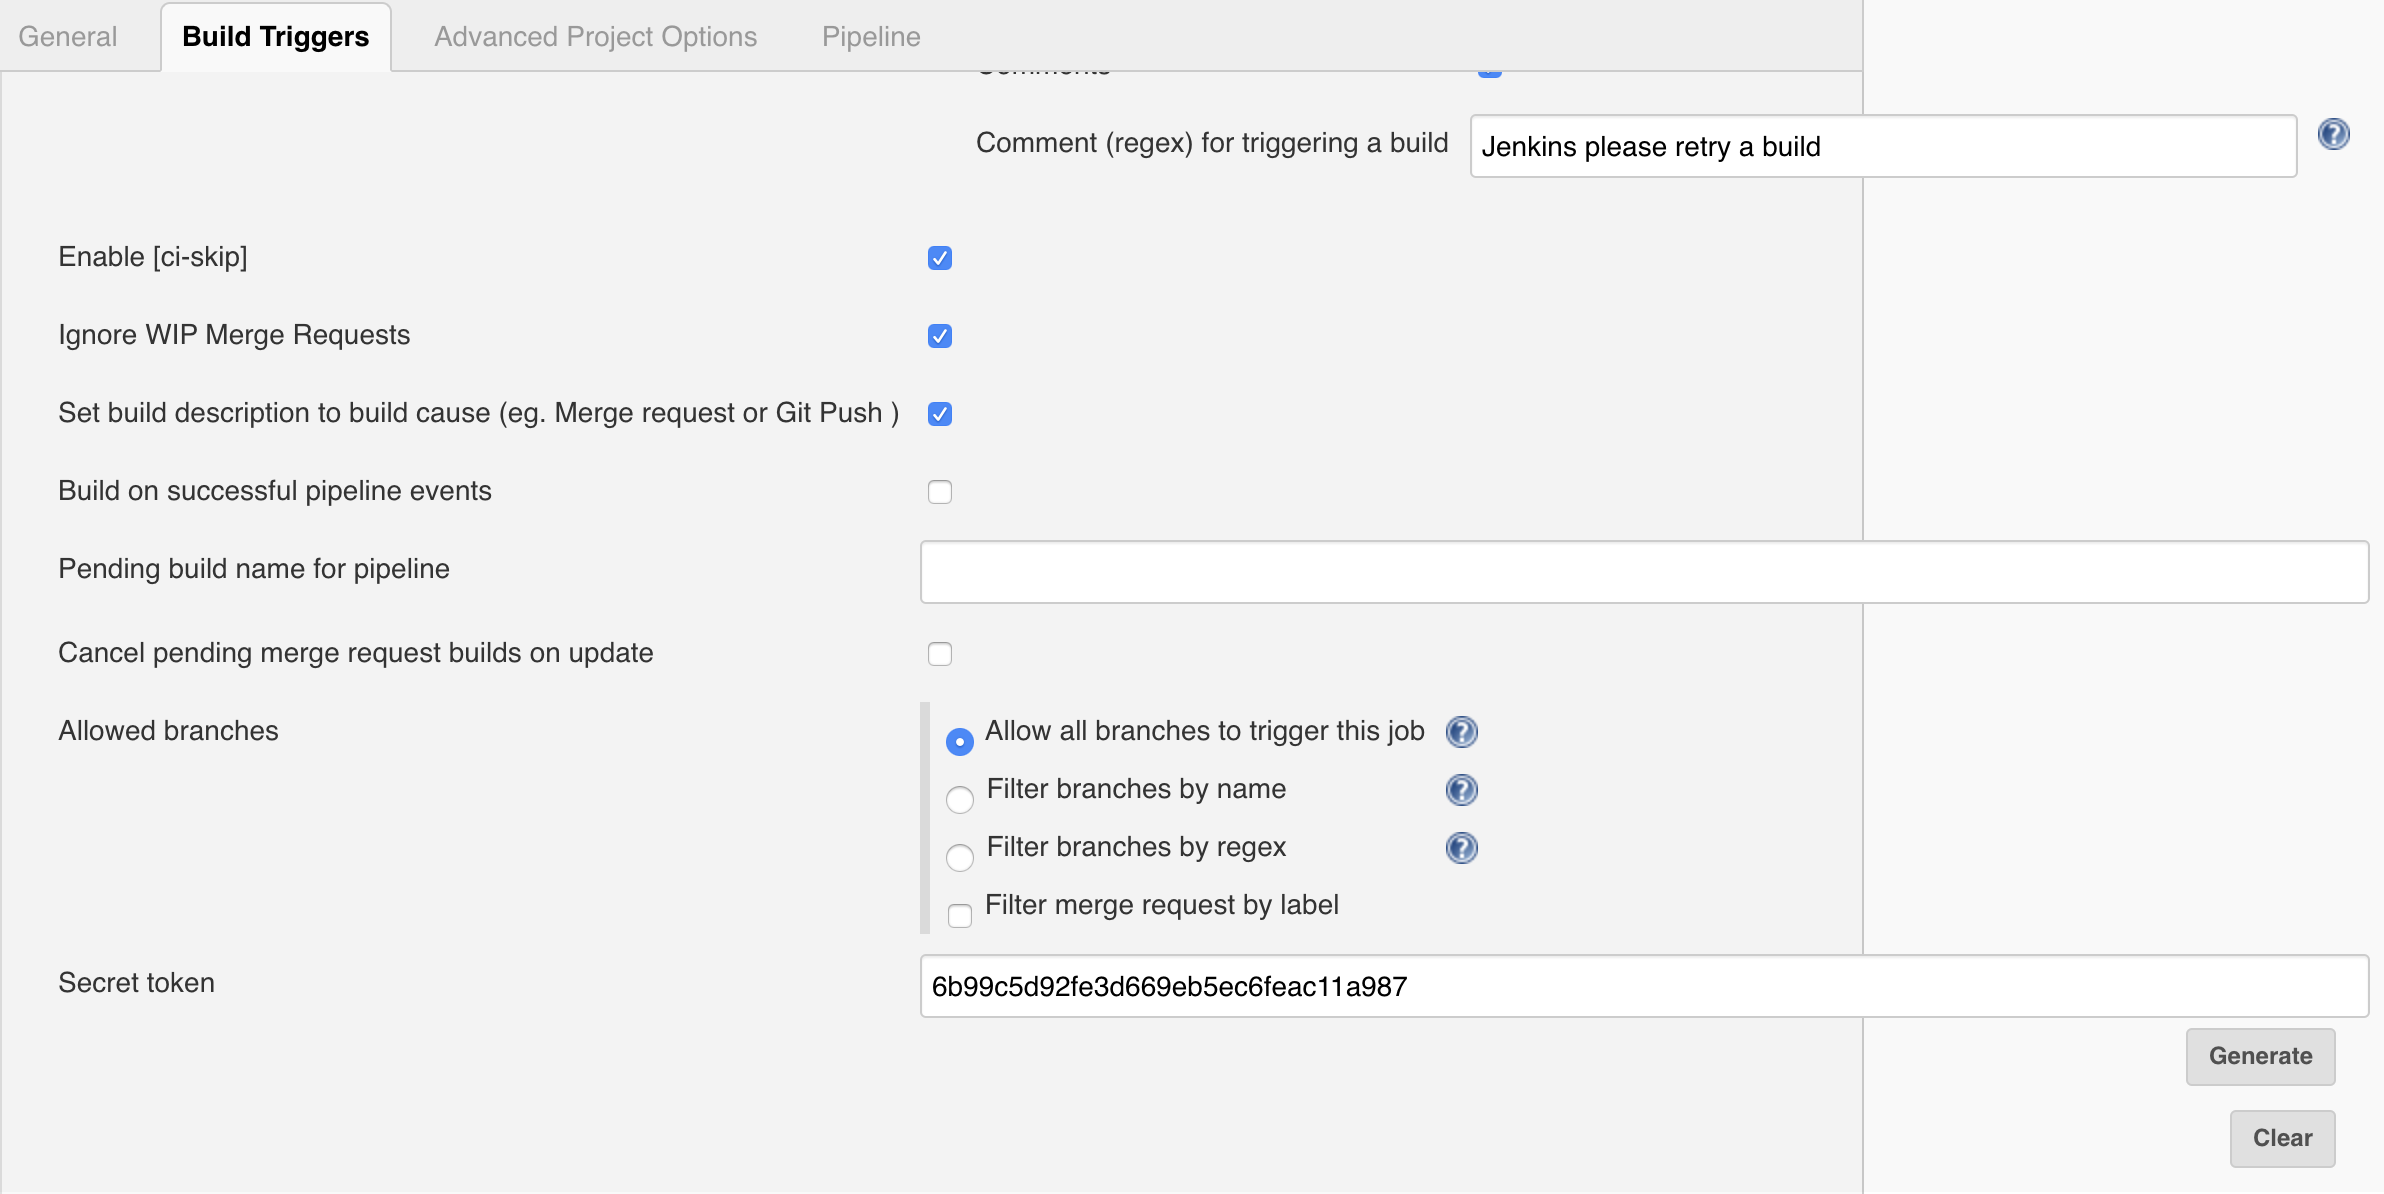 General Build Triggers Advanced Project Options Pipeline
Comments
Comment (regex) for triggering a build Jenkins please retry a build
Enable [ci-skip]
Ignore WIP Merge Requests
Set build description to build cause (eg. Merge request or Git Push )
Build on successful pipeline events
Pending build name for pipeline
Cancel pending merge request builds on update
Allowed branches Allow all branches to trigger this job
Filter branches by name
Filter branches by regex
Filter merge request by label
Secret token 6b99c5d92fe3d669eb5ec6feac11a987
Generate
Clear